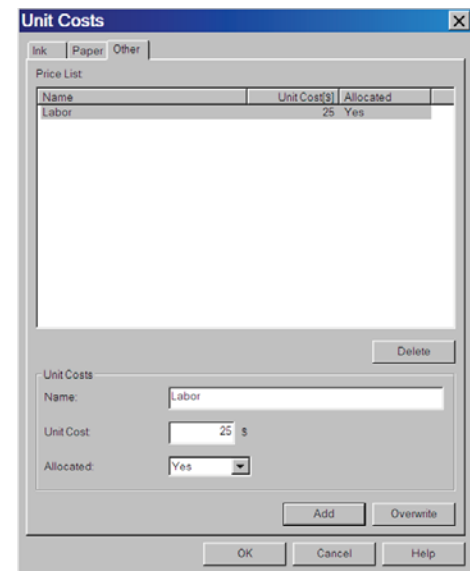 Unit Costs
Ink Paper Other
Price List
Name Unit Cost[$] Allocated
Labor 25 Yes
Delete
Unit Costs
Name: Labor
Unit Cost: 25 $
Allocated: Yes
Add Overwrite
OK Cancel Help